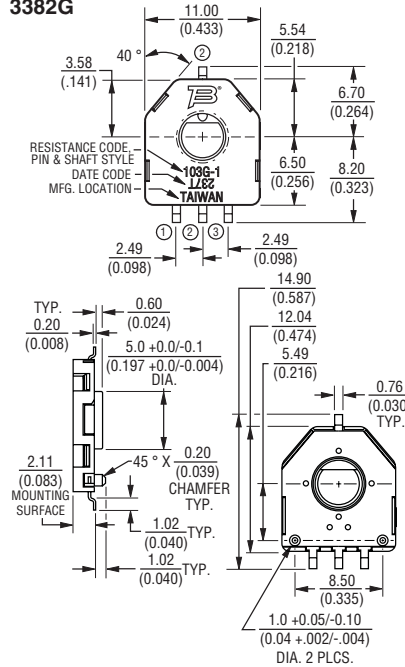 3382G
11.00
(0.433)
40 °
②
5.54
(0.218)
3.58
(.141)
6.70
(0.264)
RESISTANCE CODE,
PIN & SHAFT STYLE
DATE CODE
MFG. LOCATION
103G-1
237T
TAIWAN
6.50
(0.256)
8.20
(0.323)
① ② ③
2.49
(0.098)
2.49
(0.098)
14.90
(0.587)
12.04
(0.474)
5.49
(0.216)
TYP.
0.20
(0.008)
0.60
(0.024)
5.0 +0.0/-0.1
(0.197 +0.0/-0.004)
DIA.
0.76
(0.030)
TYP.
2.11
(0.083)
MOUNTING
SURFACE
45 ° X
0.20
(0.039)
CHAMFER
TYP.
1.02
(0.040)
TYP.
1.02
(0.040)
TYP.
8.50
(0.335)
1.0 +0.05/-0.10
(0.04 +.002/-.004)
DIA. 2 PLCS.